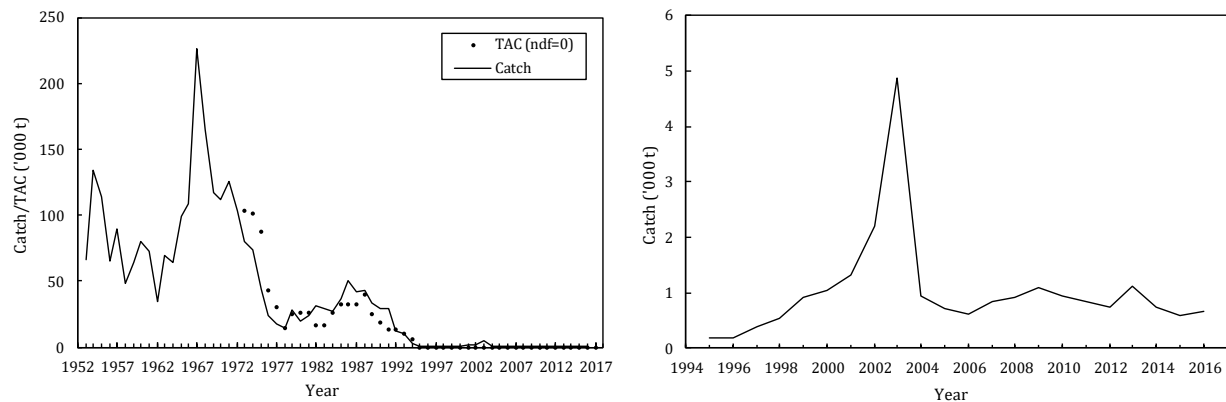 250
200
150
100
50
0
Catch/TAC ('000 t)
TAC (ndf=0)
Catch
1952 1957 1962 1967 1972 1977 1982 1987 1992 1997 2002 2007 2012 2017
Year
6
5
4
3
2
1
0
Catch ('000 t)
1994 1996 1998 2000 2002 2004 2006 2008 2010 2012 2014 2016
Year